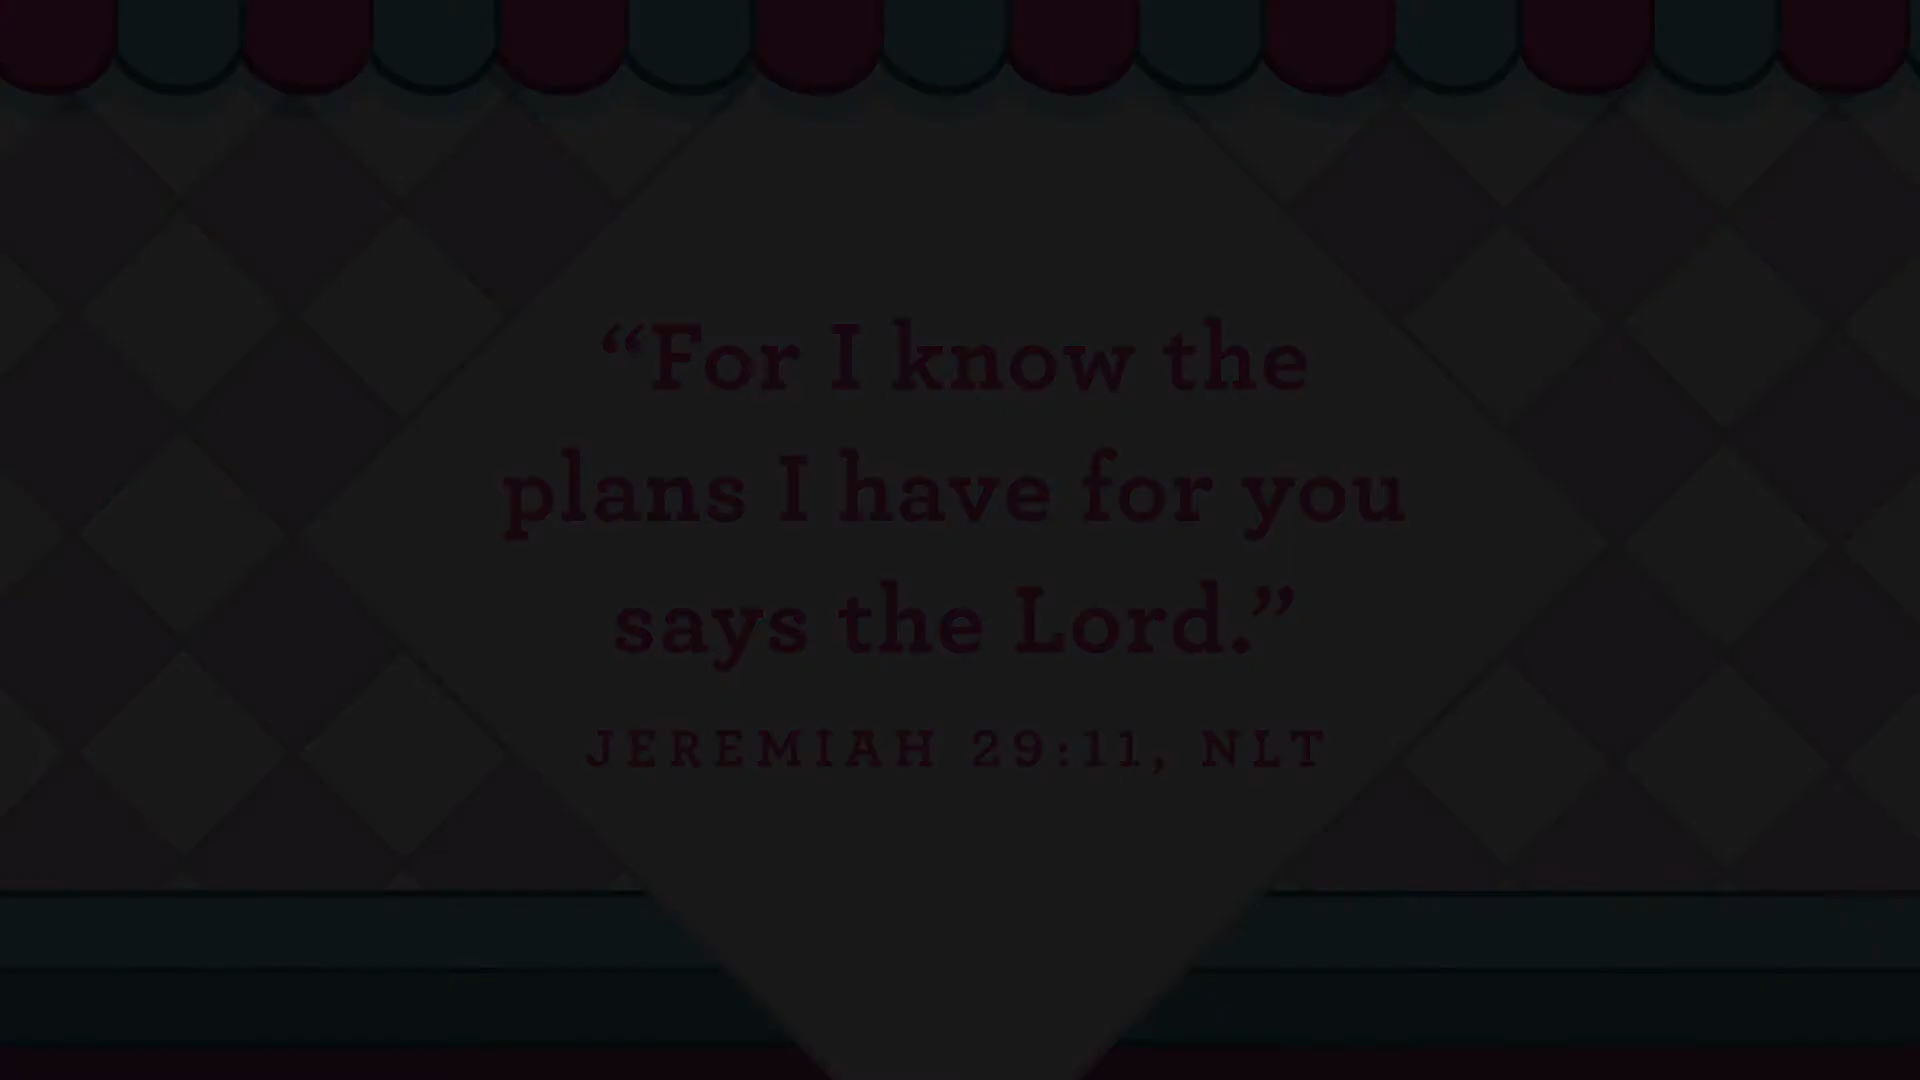 “For I know the
plans I have for you
says the Lord.”
JEREMIAH 29:11, NLT